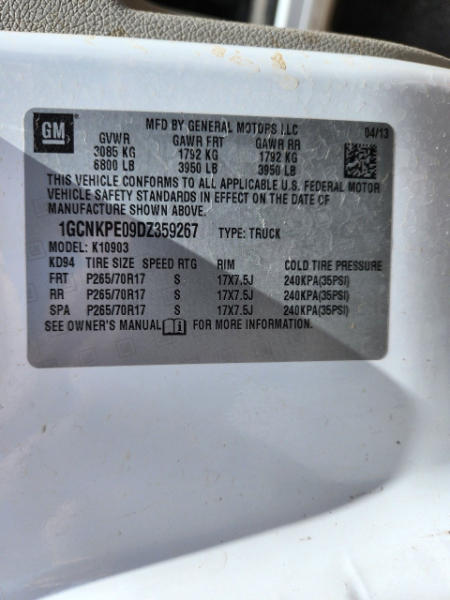 GM
MFD BY GENERAL MOTORS LLC 04/13
GVWR GAWR FRT GAWR RR
3085 KG 1792 KG 1792 KG
6800 LB 3950 LB 3950 LB
THIS VEHICLE CONFORMS TO ALL APPLICABLE U.S. FEDERAL MOTOR
VEHICLE SAFETY STANDARDS IN EFFECT ON THE DATE OF
MANUFACTURE SHOWN ABOVE.
1GCNKPE09DZ359267 TYPE: TRUCK
MODEL: K10903
KD94 TIRE SIZE SPEED RTG RIM COLD TIRE PRESSURE
FRT P265/70R17 S 17X7.5J 240KPA(35PSI)
RR P265/70R17 S 17X7.5J 240KPA(35PSI)
SPA P265/70R17 S 17X7.5J 240KPA(35PSI)
SEE OWNER'S MANUAL FOR MORE INFORMATION.